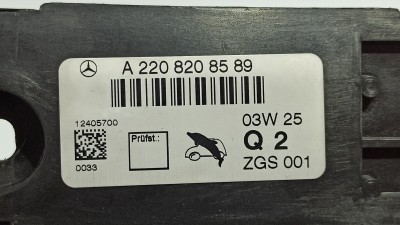 A 220 820 85 89
12405700
0033
Prüfst.:
03W 25
Q 2
ZGS 001